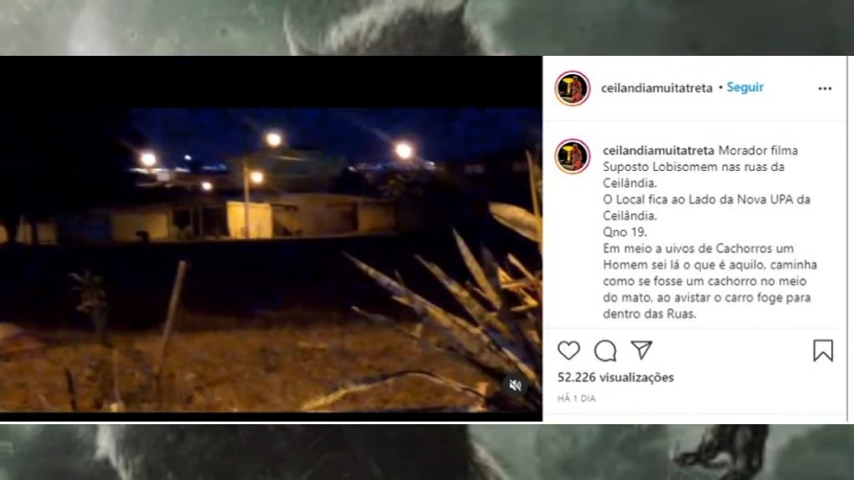 ceilandiamuitatreta • Seguir
ceilandiamuitatreta Morador filma
Suposto Lobisomem nas ruas da
Ceilândia.
O Local fica ao Lado da Nova UPA da
Ceilândia.
Qno 19.
Em meio a uivos de Cachorros um
Homem sei lá o que é aquilo, caminha
como se fosse um cachorro no meio
do mato, ao avistar o carro foge para
dentro das Ruas.
52.226 visualizações
HÁ 1 DIA